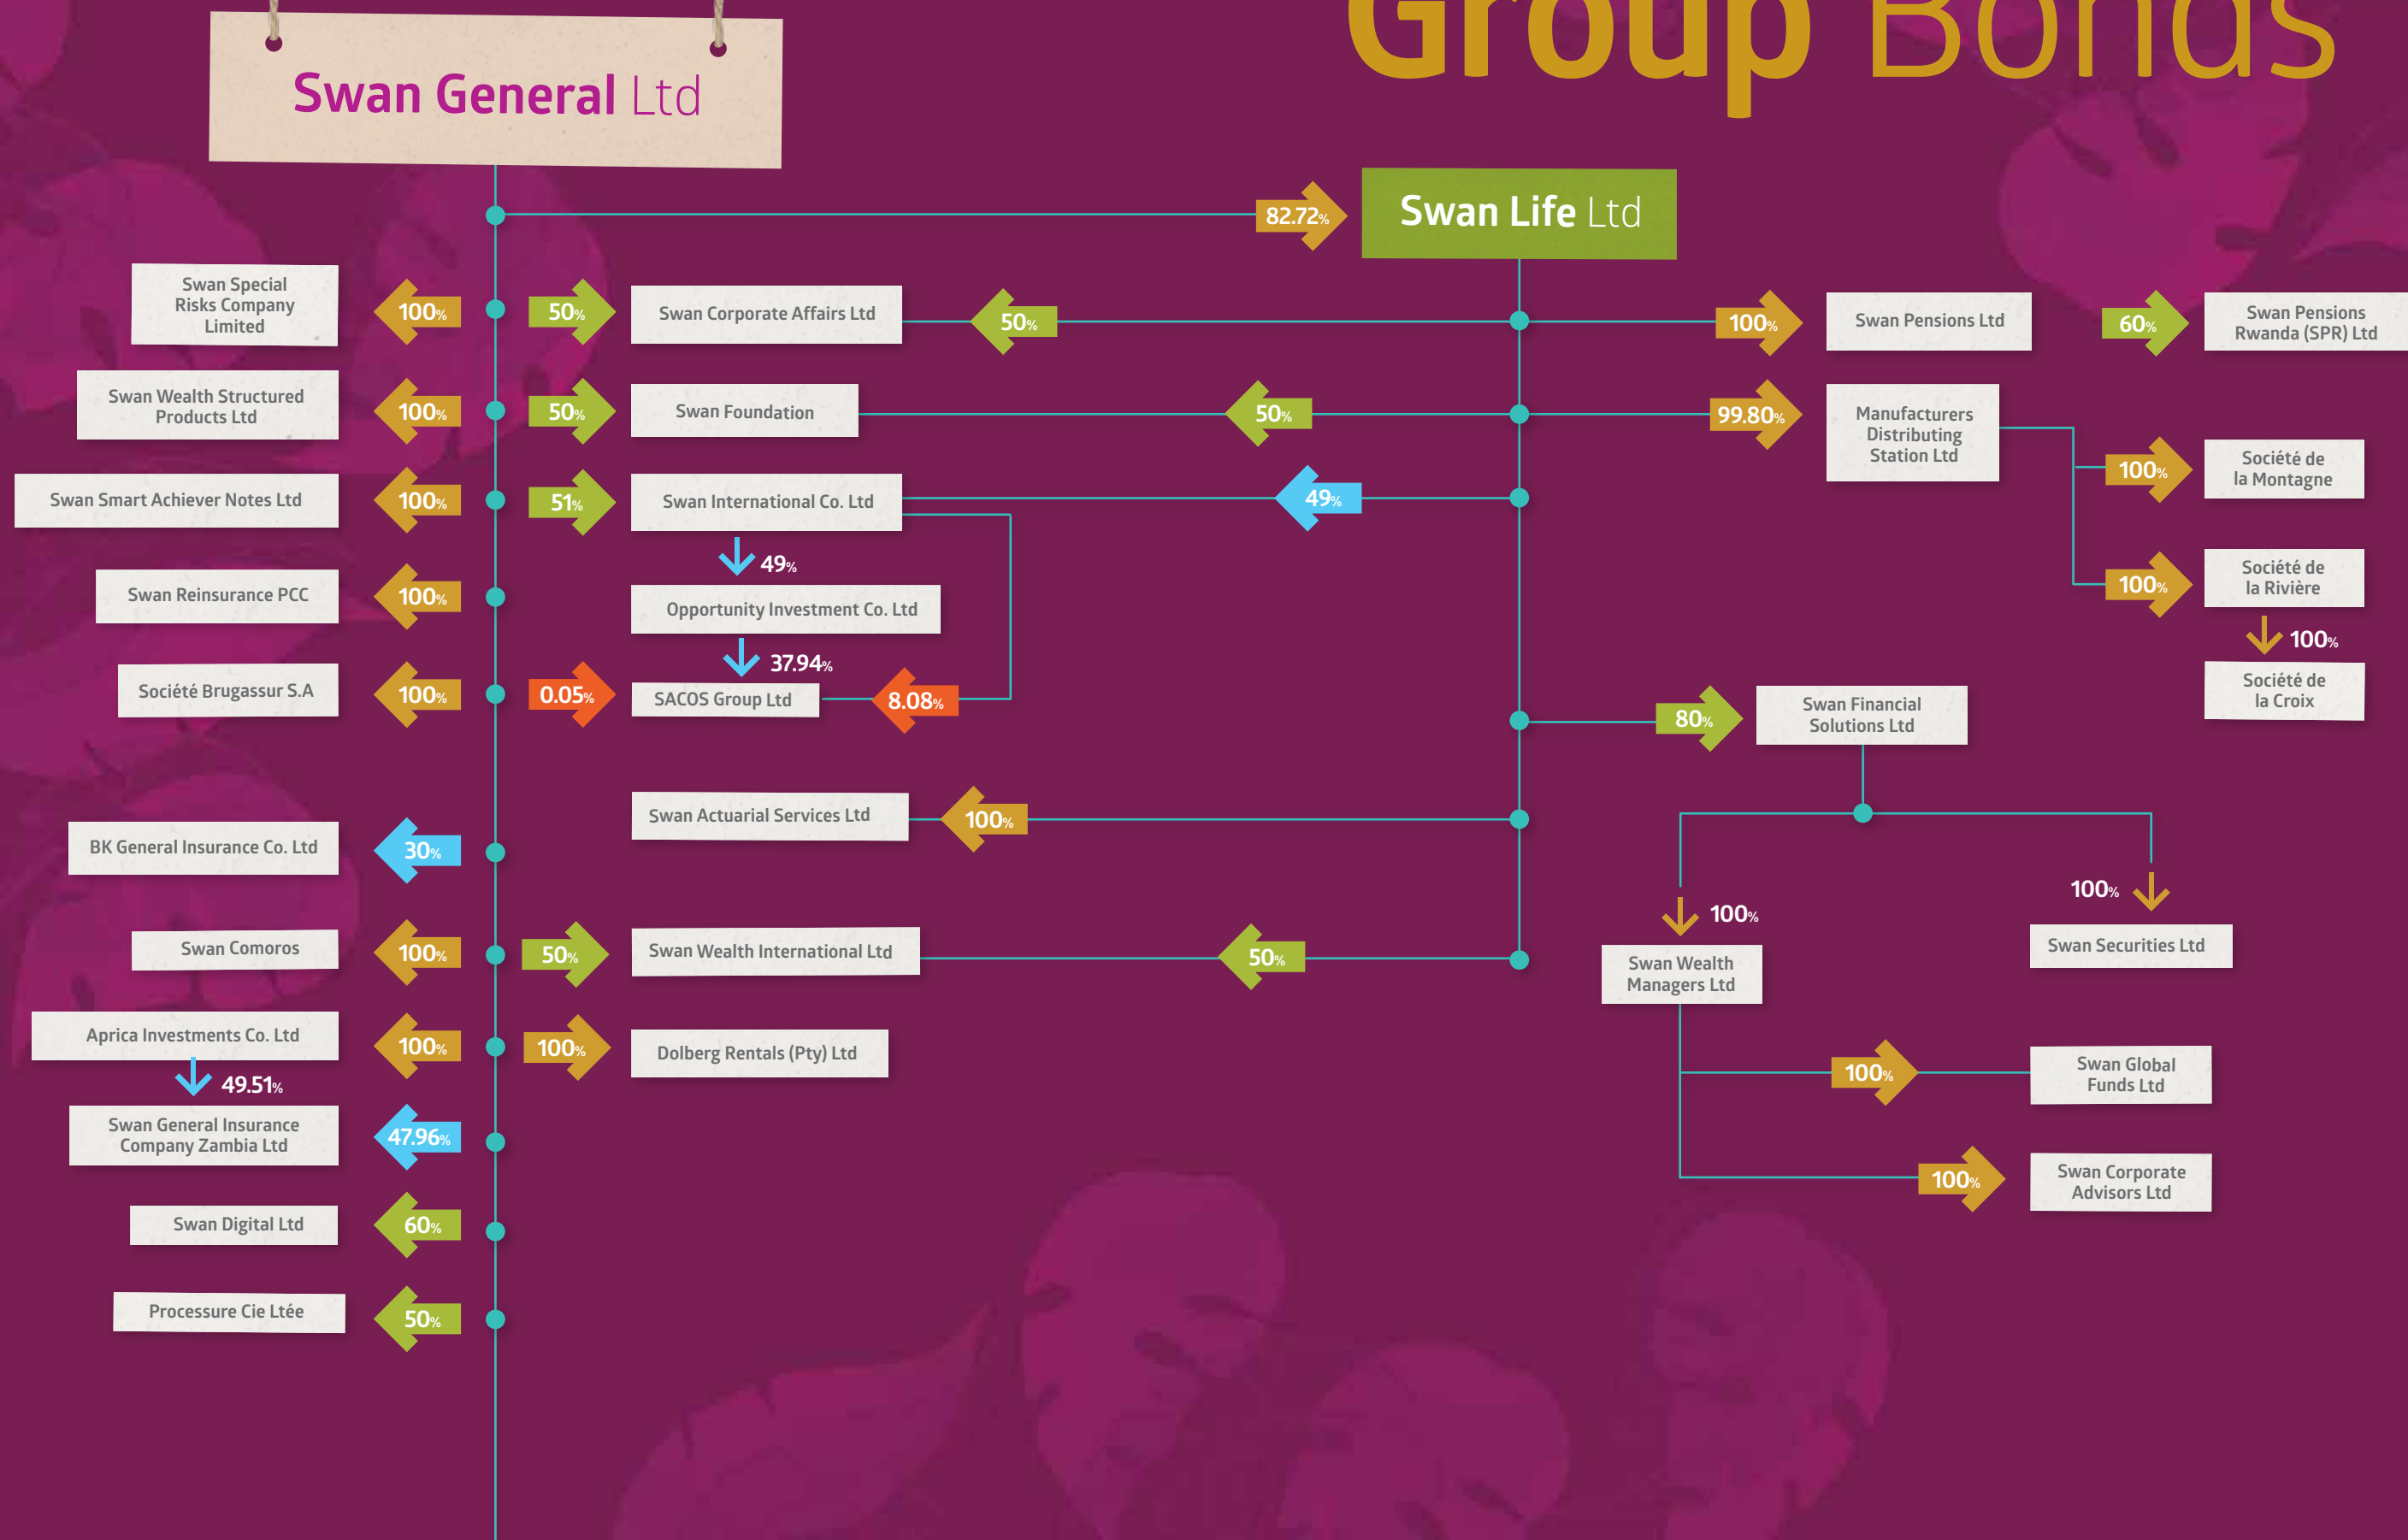 Group Bonds
Swan General Ltd
82.72%
Swan Life Ltd
Swan Special
Risks Company
Limited
100%
50%
Swan Corporate Affairs Ltd
50%
100%
Swan Pensions Ltd
60%
Swan Pensions
Rwanda (SPR) Ltd
Swan Wealth Structured
Products Ltd
100%
50%
Swan Foundation
50%
99.80%
Manufacturers
Distributing
Station Ltd
100%
Société de
la Montagne
Swan Smart Achiever Notes Ltd
100%
51%
Swan International Co. Ltd
49%
49%
Swan Reinsurance PCC
100%
Opportunity Investment Co. Ltd
100%
Société de
la Rivière
37.94%
100%
Société Brugassur S.A
100%
0.05%
SACOS Group Ltd
8.08%
80%
Swan Financial
Solutions Ltd
Société de
la Croix
Swan Actuarial Services Ltd
100%
BK General Insurance Co. Ltd
30%
100%
100%
Swan Comoros
100%
50%
Swan Wealth International Ltd
50%
Swan Wealth
Managers Ltd
Swan Securities Ltd
Aprica Investments Co. Ltd
100%
100%
Dolberg Rentals (Pty) Ltd
100%
Swan Global
Funds Ltd
49.51%
Swan General Insurance
Company Zambia Ltd
47.96%
100%
Swan Corporate
Advisors Ltd
Swan Digital Ltd
60%
Processure Cie Ltée
50%